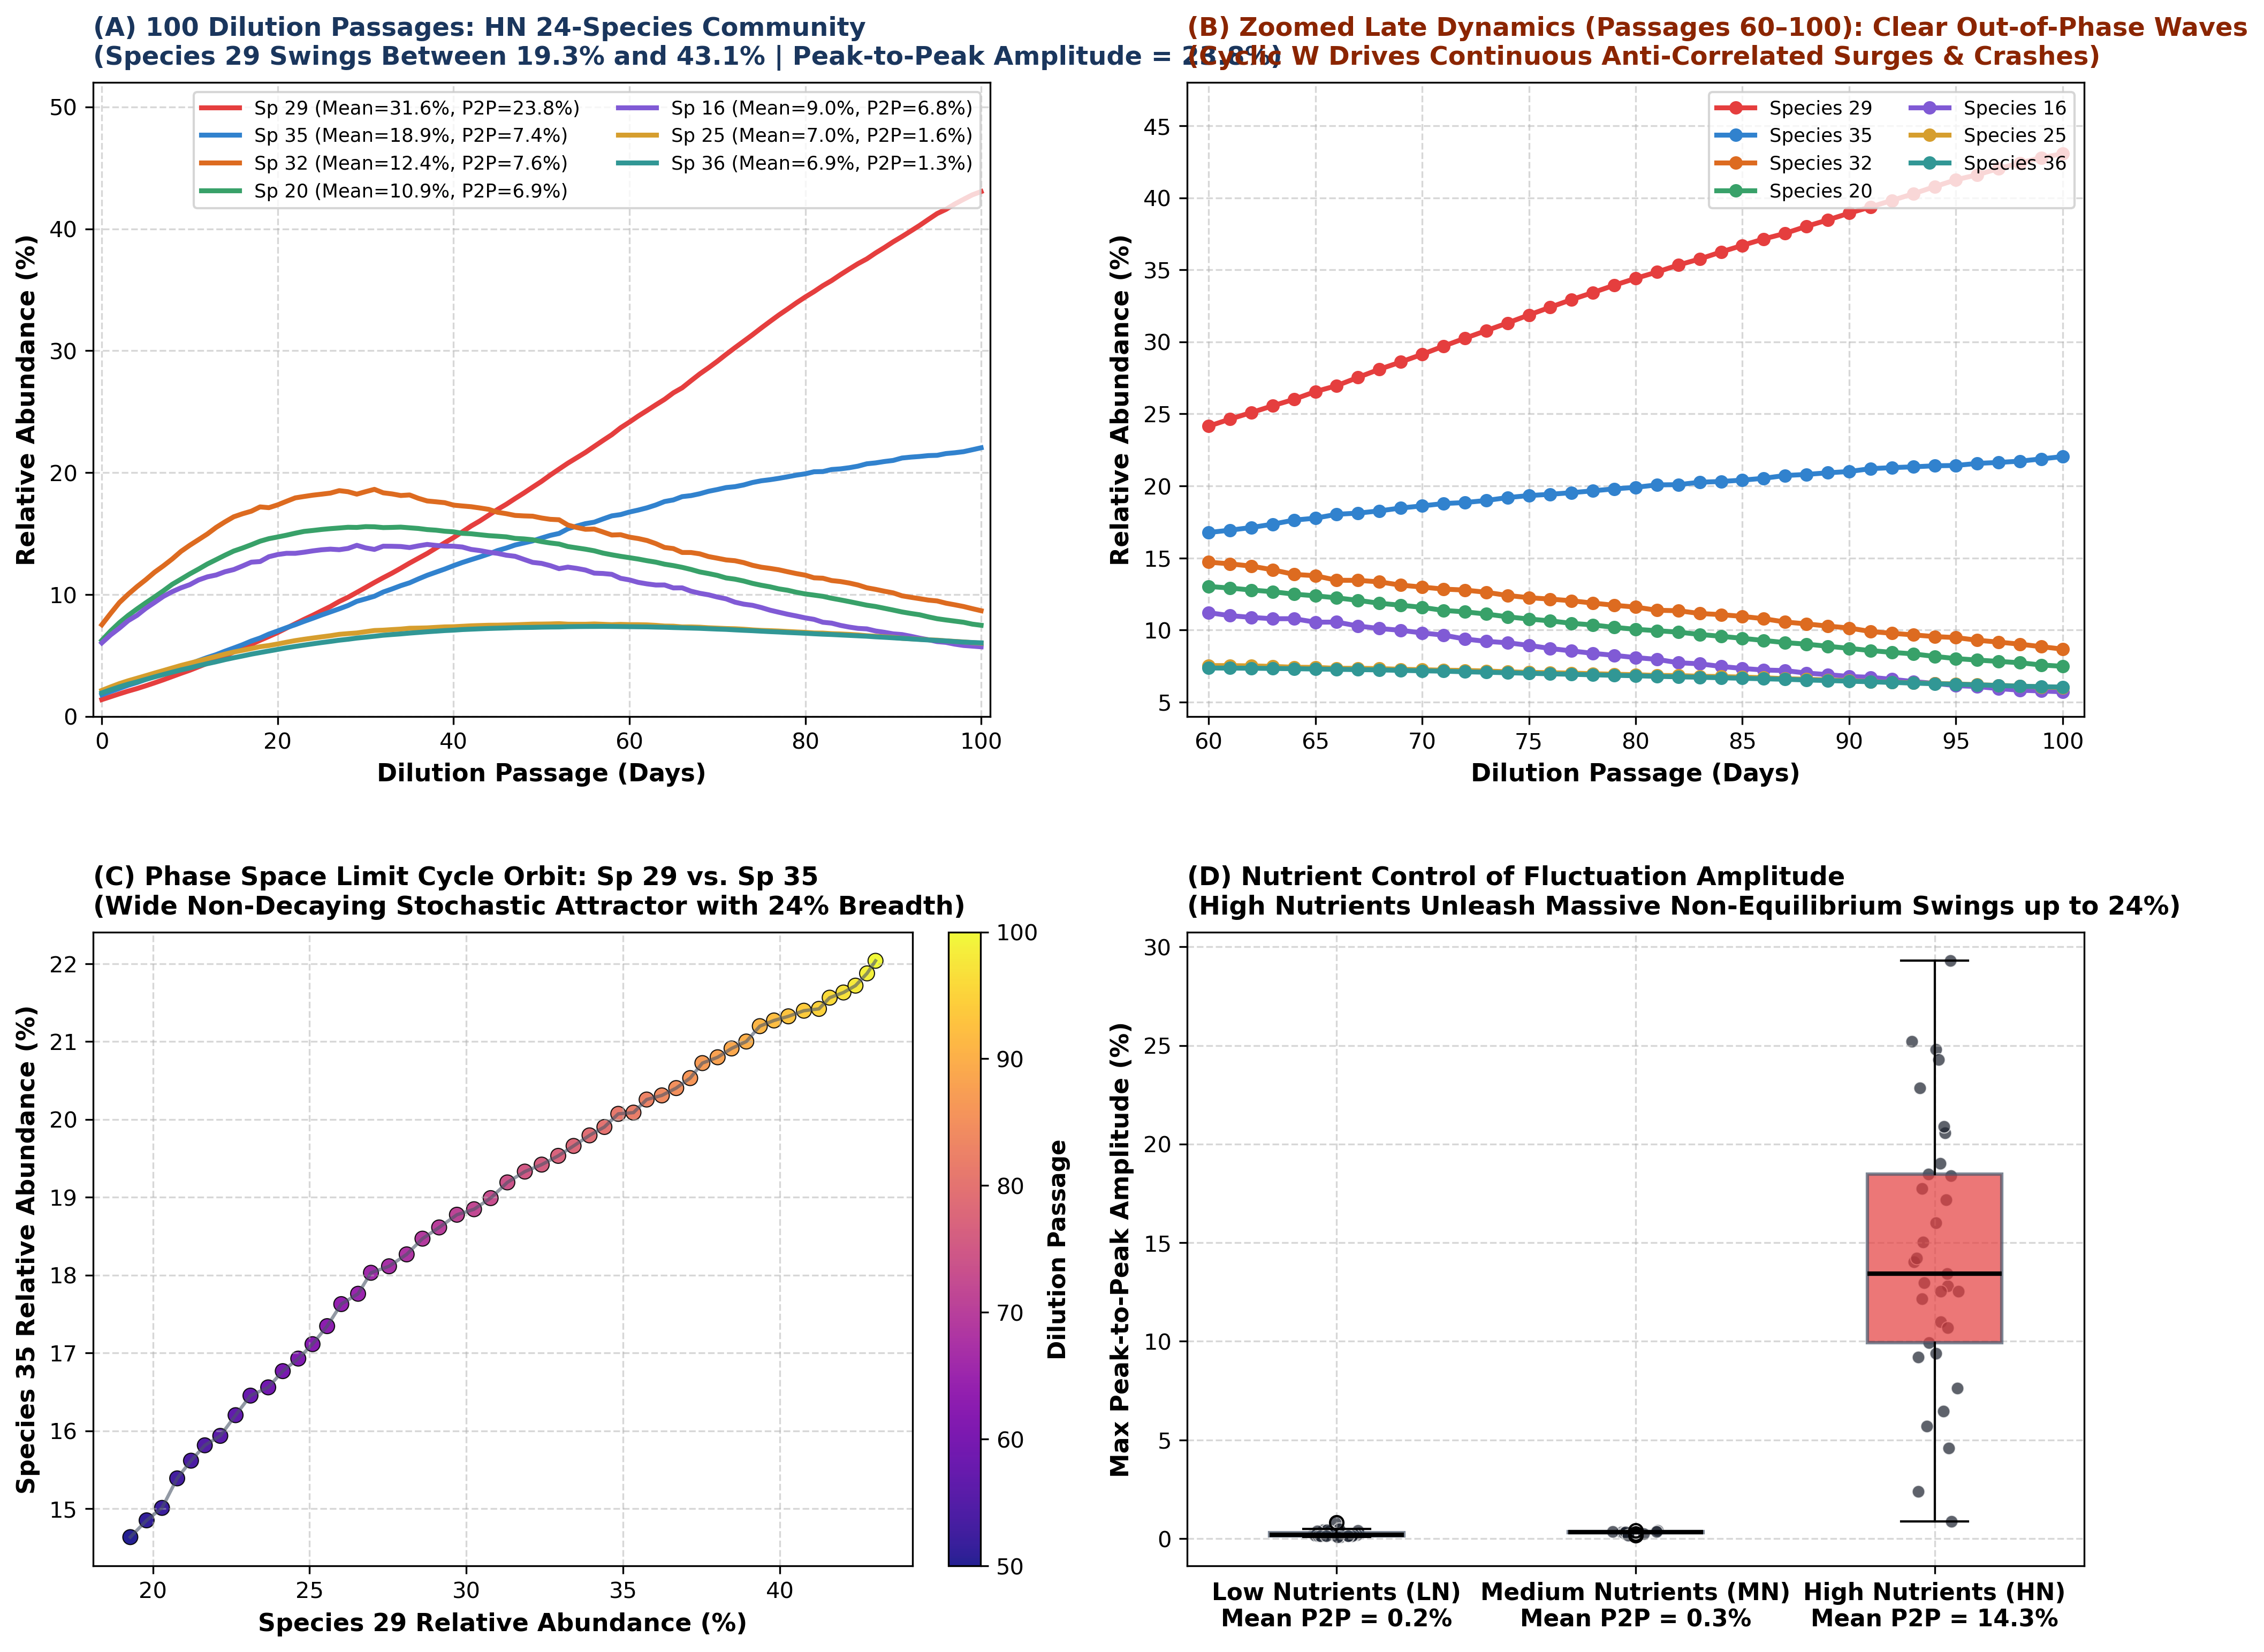 (A) 100 Dilution Passages: HN 24-Species Community
(Species 29 Swings Between 19.3% and 43.1% | Peak-to-Peak Amplitude = 23.8%)
50
40
30
20
10
0
Relative Abundance (%)
Sp 29 (Mean=31.6%, P2P=23.8%)
Sp 35 (Mean=18.9%, P2P=7.4%)
Sp 32 (Mean=12.4%, P2P=7.6%)
Sp 20 (Mean=10.9%, P2P=6.9%)
Sp 16 (Mean=9.0%, P2P=6.8%)
Sp 25 (Mean=7.0%, P2P=1.6%)
Sp 36 (Mean=6.9%, P2P=1.3%)
0 20 40 60 80 100
Dilution Passage (Days)
(B) Zoomed Late Dynamics (Passages 60–100): Clear Out-of-Phase Waves
(Cyclic W Drives Continuous Anti-Correlated Surges & Crashes)
45
40
35
30
25
20
15
10
5
Relative Abundance (%)
Species 29
Species 35
Species 32
Species 20
Species 16
Species 25
Species 36
60 65 70 75 80 85 90 95 100
Dilution Passage (Days)
(C) Phase Space Limit Cycle Orbit: Sp 29 vs. Sp 35
(Wide Non-Decaying Stochastic Attractor with 24% Breadth)
22
21
20
19
18
17
16
15
Species 35 Relative Abundance (%)
20 25 30 35 40
Species 29 Relative Abundance (%)
100
90
80
70
60
50
Dilution Passage
(D) Nutrient Control of Fluctuation Amplitude
(High Nutrients Unleash Massive Non-Equilibrium Swings up to 24%)
30
25
20
15
10
5
0
Max Peak-to-Peak Amplitude (%)
Low Nutrients (LN) Medium Nutrients (MN) High Nutrients (HN)
Mean P2P = 0.2% Mean P2P = 0.3% Mean P2P = 14.3%